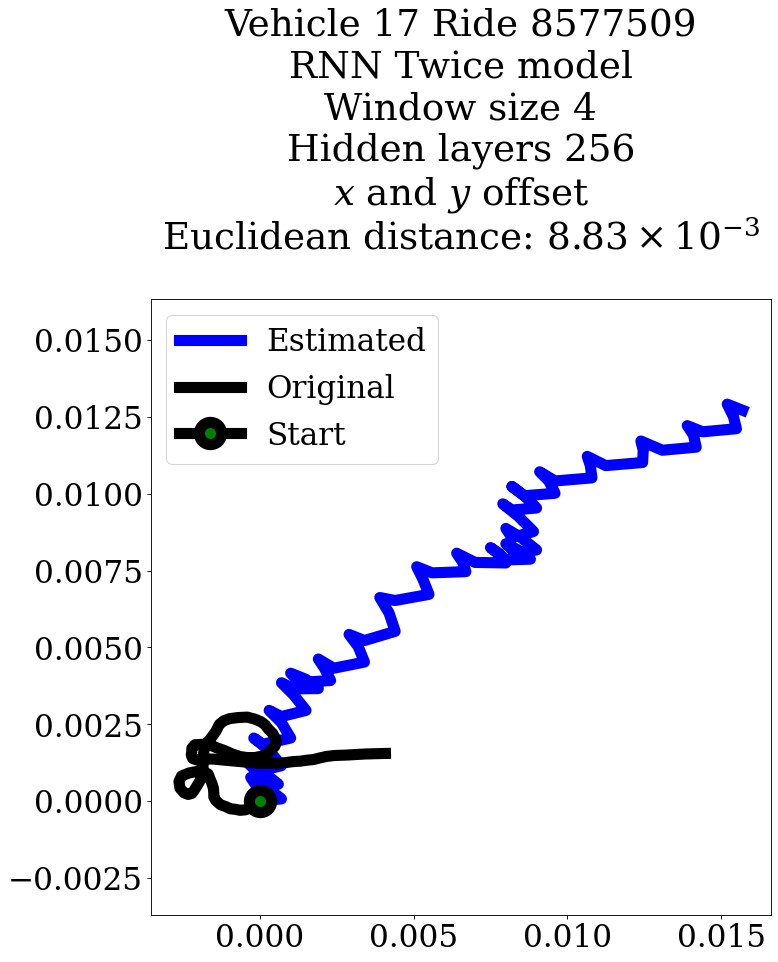 Vehicle 17 Ride 8577509
RNN Twice model
Window size 4
Hidden layers 256
x and y offset
Euclidean distance: 8.83 × 10⁻³
Estimated
Original
Start
0.0150
0.0125
0.0100
0.0075
0.0050
0.0025
0.0000
−0.0025
0.000 0.005 0.010 0.015